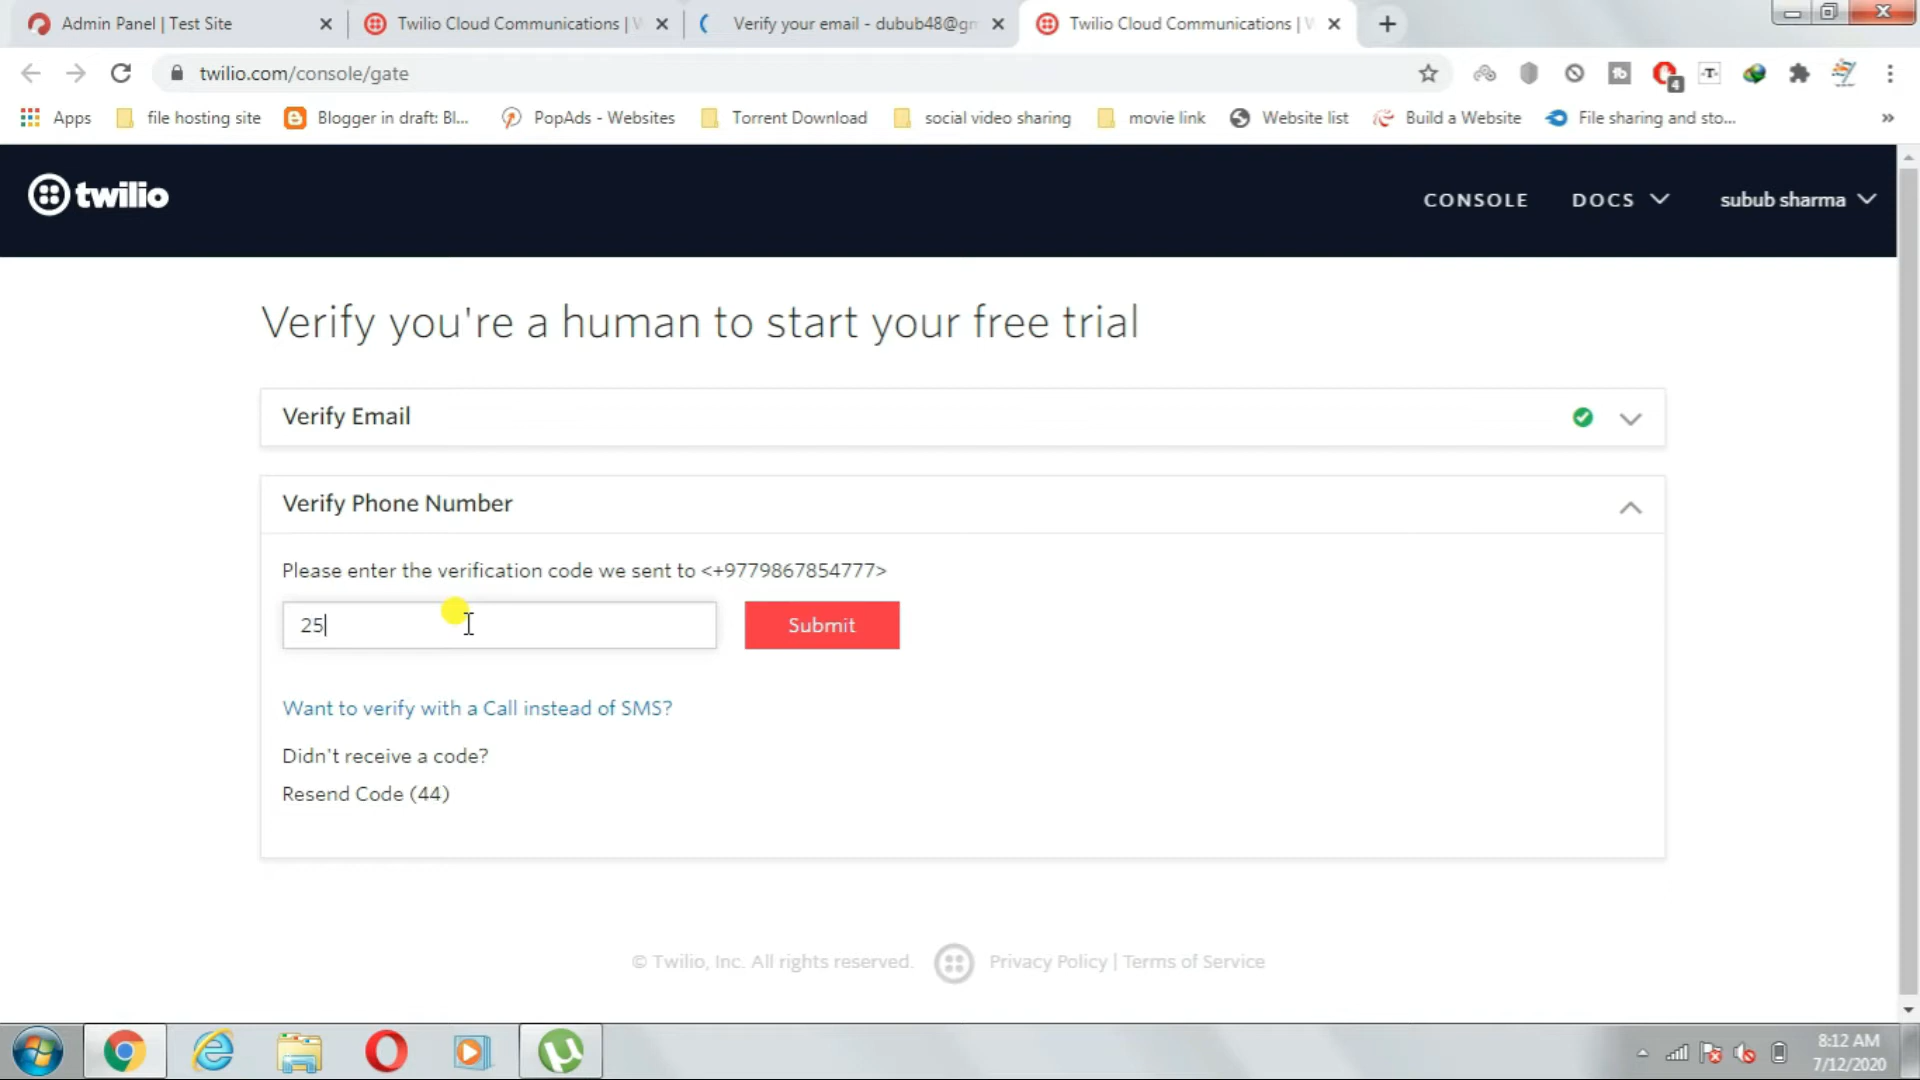 Admin Panel | Test Site
Twilio Cloud Communications | W
Verify your email - dubub48@gm
Twilio Cloud Communications | W
twilio.com/console/gate
4
Apps
file hosting site
Blogger in draft: Bl...
PopAds - Websites
Torrent Download
social video sharing
movie link
Website list
Build a Website
File sharing and sto...
»
twilio
CONSOLE
DOCS
subub sharma
Verify you're a human to start your free trial
Verify Email
Verify Phone Number
Please enter the verification code we sent to <+9779867854777>
25
Submit
Want to verify with a Call instead of SMS?
Didn't receive a code?
Resend Code (44)
© Twilio, Inc. All rights reserved.
Privacy Policy | Terms of Service
8:12 AM
7/12/2020